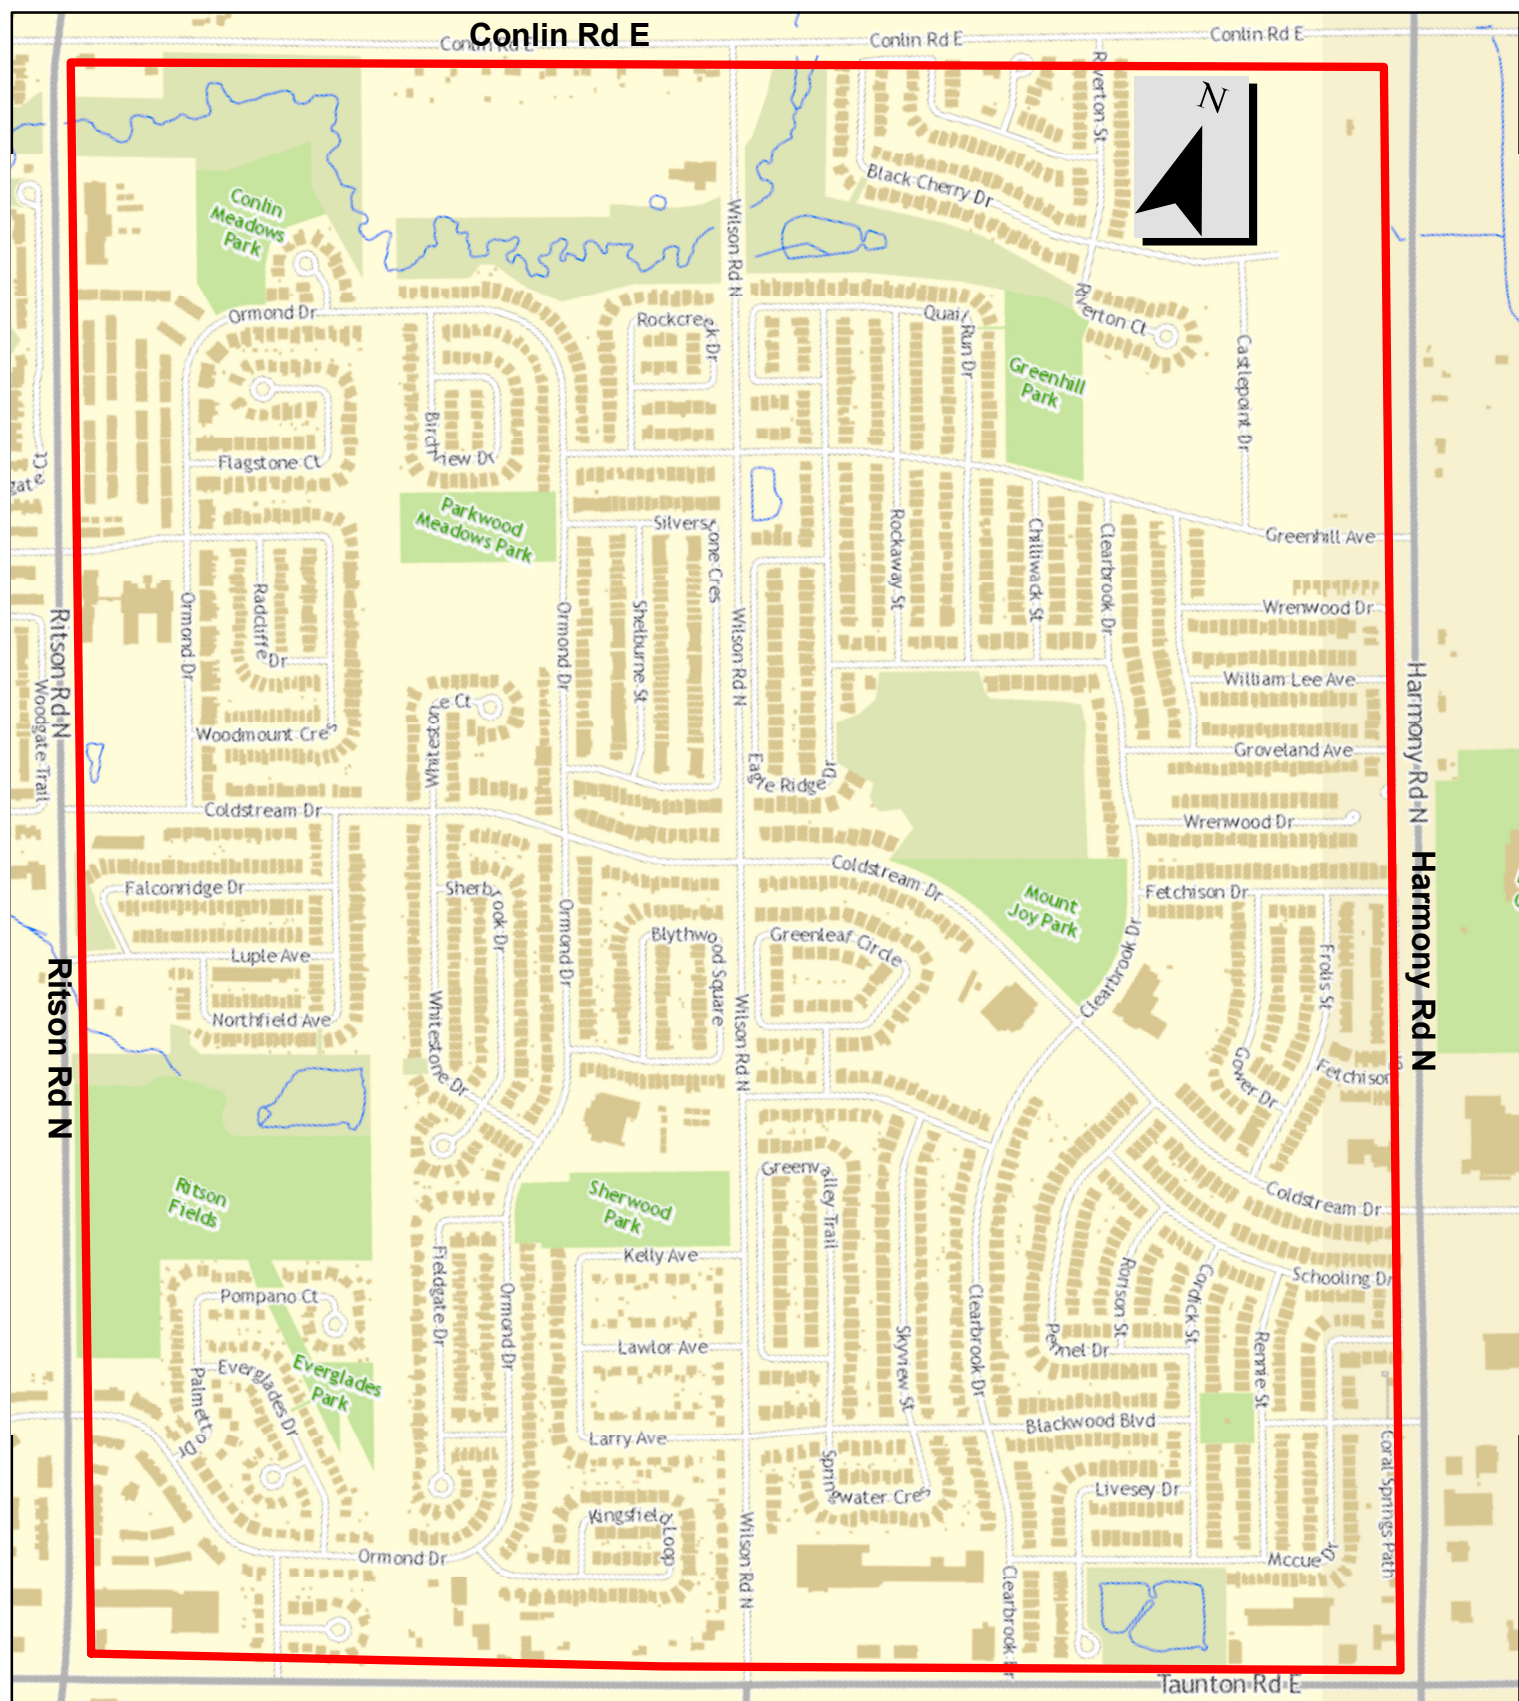 Conlin Rd E
Conlin Rd E
Conlin Rd E
Conlin Rd E
Riverton St
N
Black Cherry Dr
Conlin
Meadows
Park
Wilson Rd N
Riverton Ct
Ormond Dr
Rockcreek Dr
Quail Run Dr
Castlepoint Dr
Greenhill
Park
Birchview Dr
Flagstone Ct
Parkwood
Meadows Park
Silverstone Cres
Rockaway St
Chilliwack St
Clearbrook Dr
Greenhill Ave
Wrenwood Dr
Ritson Rd N
Ormond Dr
Radcliffe Dr
Ormond Dr
Shelburne St
Wilson Rd N
William Lee Ave
Harmony Rd N
Woodgate Trail
Woodmount Cres
Eagle Ridge Dr
Groveland Ave
Coldstream Dr
Wrenwood Dr
Coldstream Dr
Falconridge Dr
Sherbrook Dr
Ormond Dr
Mount
Joy Park
Fetchison Dr
Harmony Rd N
Blythwood Square
Greenleaf Circle
Luple Ave
Clearbrook Dr
Frolis St
Ritson Rd N
Northfield Ave
Whitestone Dr
Wilson Rd N
Gower Dr
Fetchison
Ritson
Fields
Sherwood
Park
Greenvalley Trail
Coldstream Dr
Kelly Ave
Fieldgate Dr
Ormond Dr
Clearbrook Dr
Ronson St
Cordick St
Schooling Dr
Pompano Ct
Lawlor Ave
Skyview St
Pennel Dr
Rennie St
Everglades
Park
Everglades Dr
Palmetto Dr
Larry Ave
Blackwood Blvd
Coral Springs Path
Springwater Cres
Livesey Dr
Kingsfield Loop
Wilson Rd N
Ormond Dr
Mccue Dr
Clearbrook Dr
Taunton Rd E